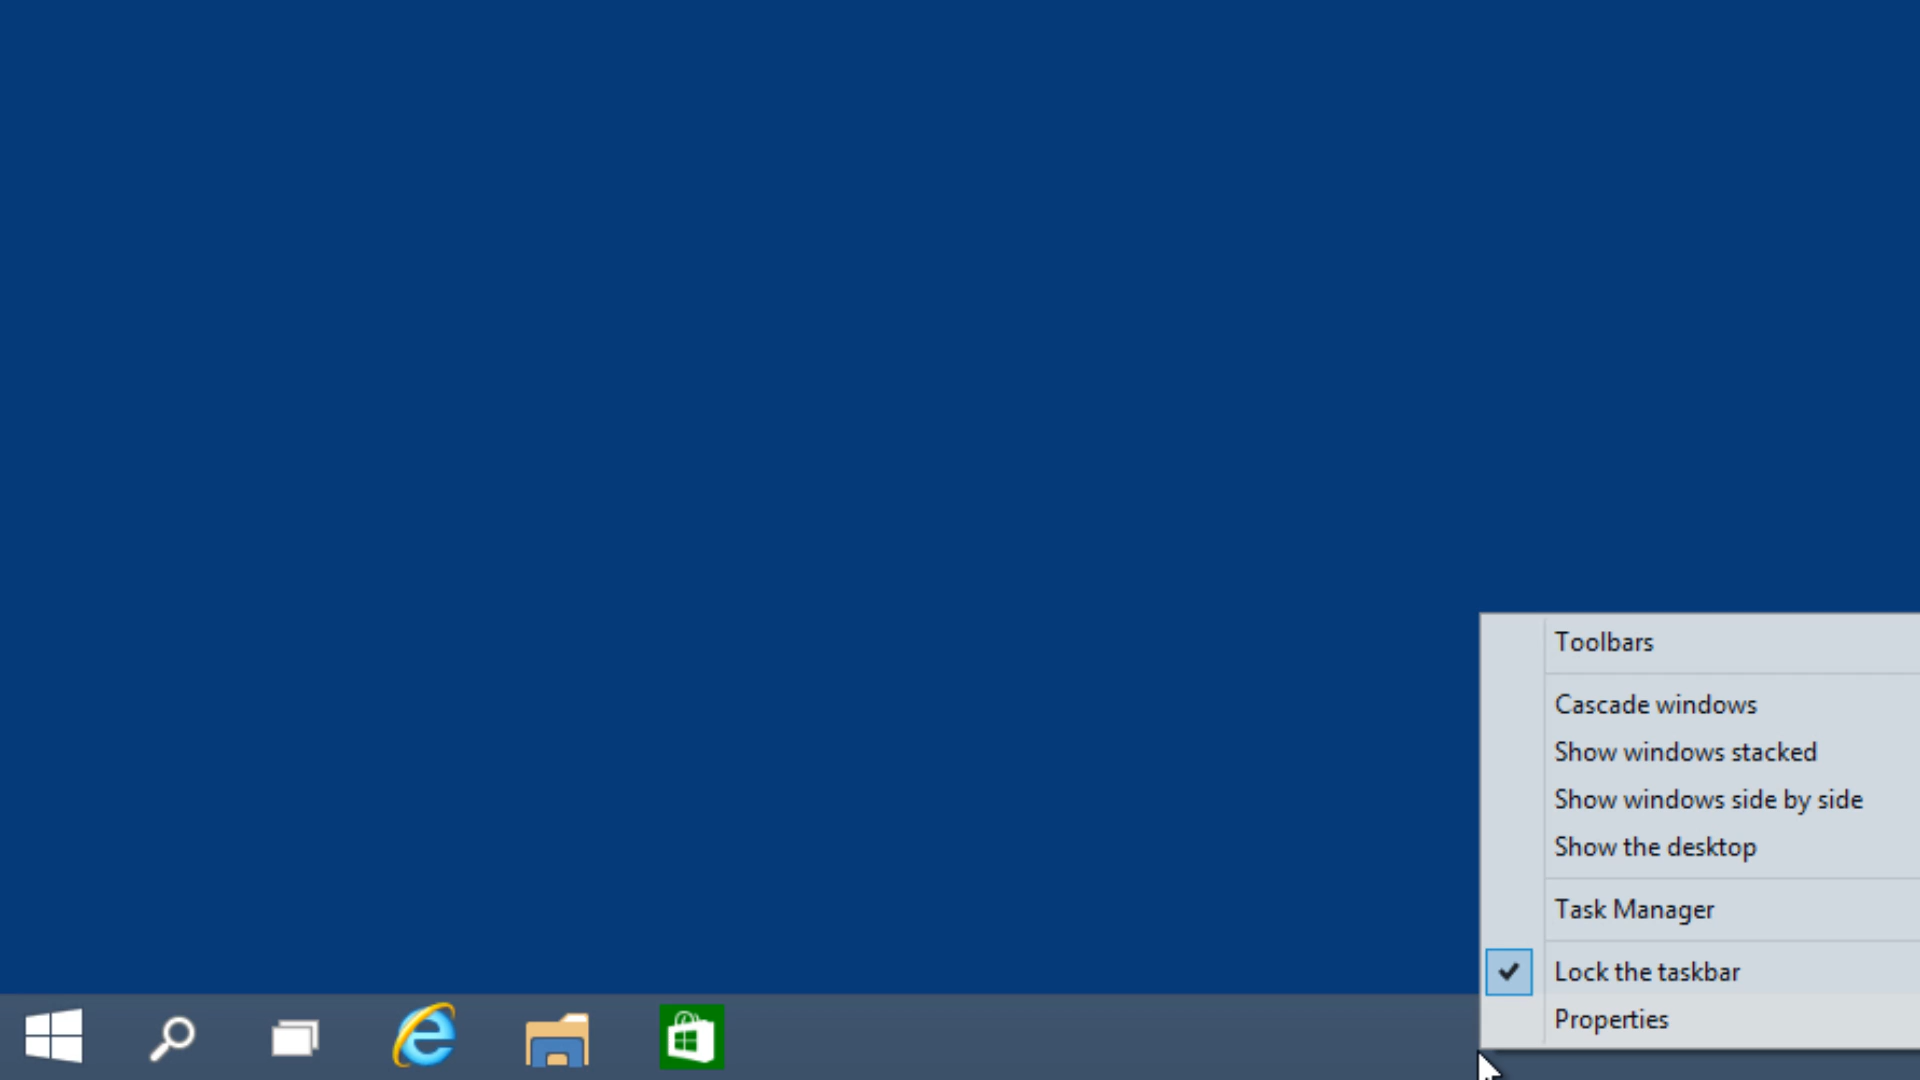 Toolbars
Cascade windows
Show windows stacked
Show windows side by side
Show the desktop
Task Manager
Lock the taskbar
Properties